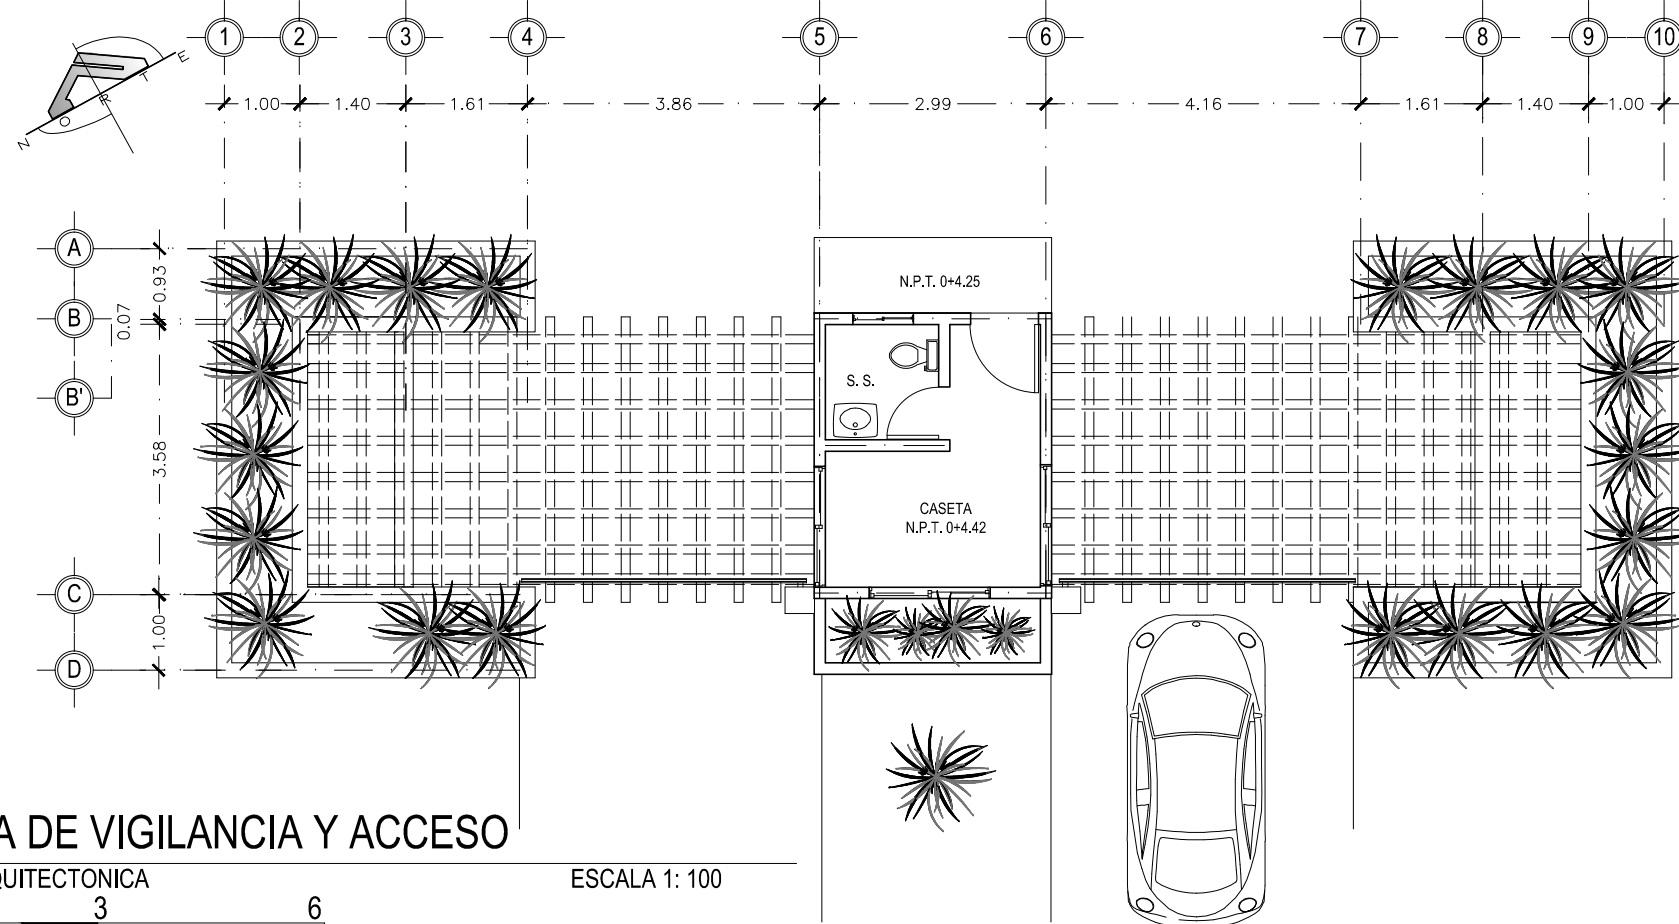 1 2 3 4 5 6 7 8 9 10
N O R T E
1.00 1.40 1.61 3.86 2.99 4.16 1.61 1.40 1.00
A
0.93
B
0.07
B'
3.58
C
1.00
D
N.P.T. 0+4.25
S. S.
CASETA
N.P.T. 0+4.42
A DE VIGILANCIA Y ACCESO
QUITECTONICA ESCALA 1: 100
3 6